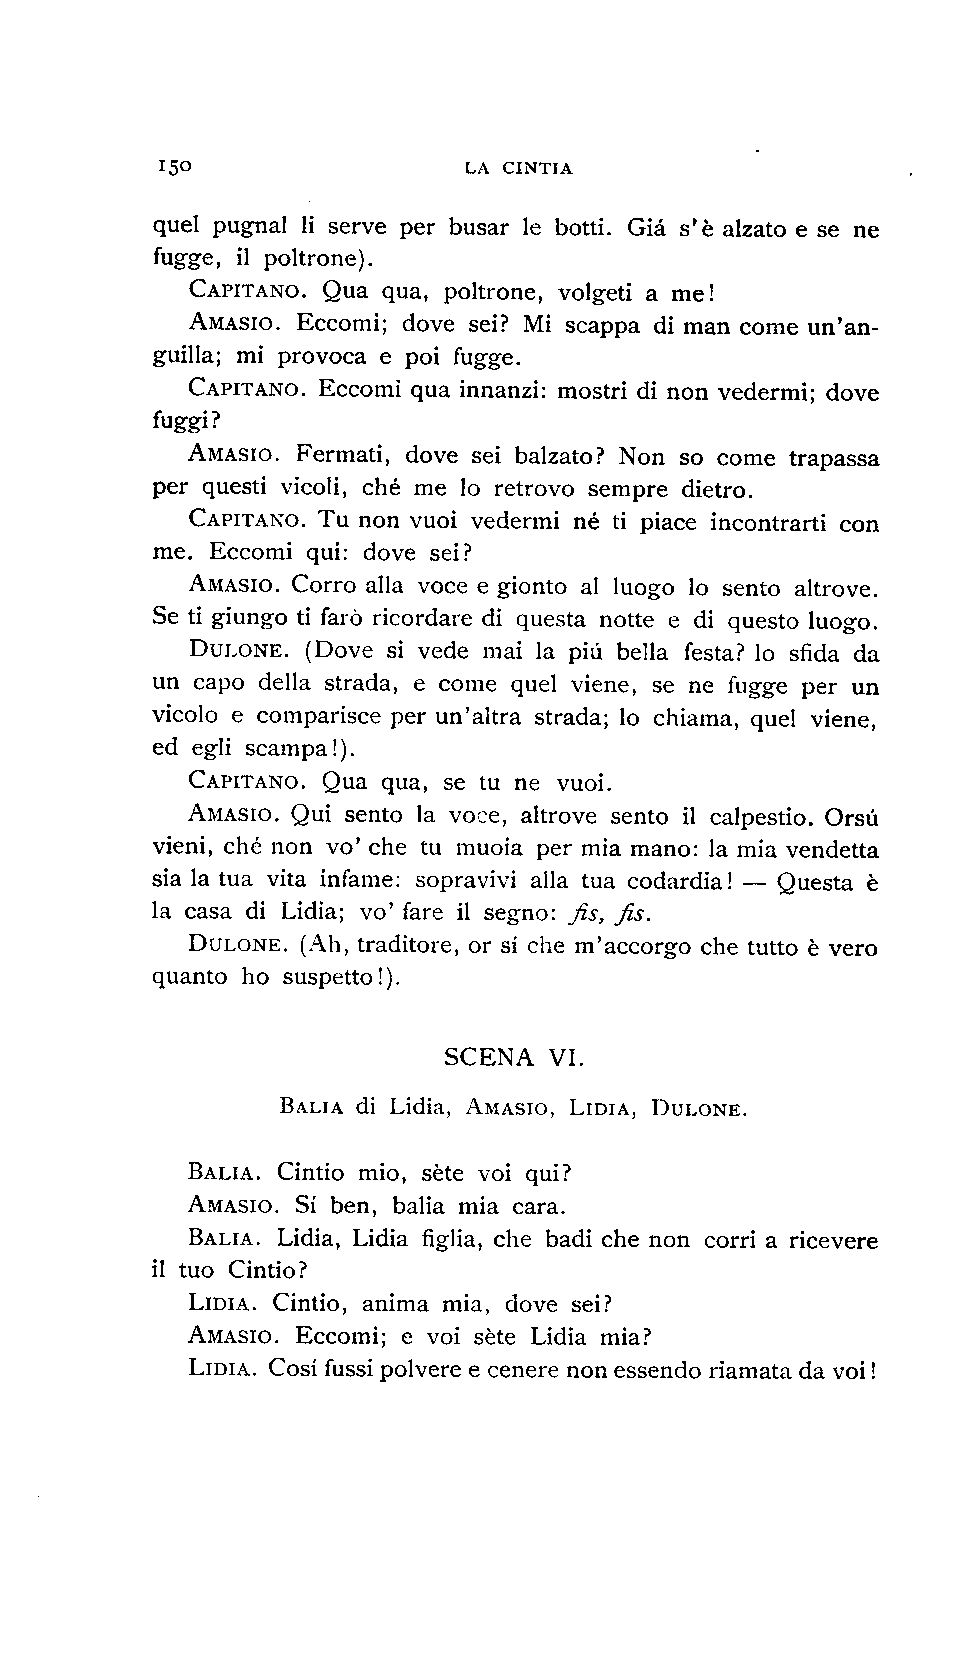 150 LA CINTIA
quel pugnal li serve per busar le botti. Giá s'è alzato e se ne
fugge, il poltrone).
CAPITANO. Qua qua, poltrone, volgeti a me!
AMASIO. Eccomi; dove sei? Mi scappa di man come un'an-
guilla; mi provoca e poi fugge.
CAPITANO. Eccomi qua innanzi: mostri di non vedermi; dove
fuggi?
AMASIO. Fermati, dove sei balzato? Non so come trapassa
per questi vicoli, ché me lo retrovo sempre dietro.
CAPITANO. Tu non vuoi vedermi né ti piace incontrarti con
me. Eccomi qui: dove sei?
AMASIO. Corro alla voce e gionto al luogo lo sento altrove.
Se ti giungo ti farò ricordare di questa notte e di questo luogo.
DULONE. (Dove si vede mai la piú bella festa? lo sfida da
un capo della strada, e come quel viene, se ne fugge per un
vicolo e comparisce per un'altra strada; lo chiama, quel viene,
ed egli scampa!).
CAPITANO. Qua qua, se tu ne vuoi.
AMASIO. Qui sento la voce, altrove sento il calpestio. Orsú
vieni, ché non vo' che tu muoia per mia mano: la mia vendetta
sia la tua vita infame: sopravivi alla tua codardia! — Questa è
la casa di Lidia; vo' fare il segno: fis, fis.
DULONE. (Ah, traditore, or sí che m'accorgo che tutto è vero
quanto ho suspetto!).
SCENA VI.
BALIA di Lidia, AMASIO, LIDIA, DULONE.
BALIA. Cintio mio, sète voi qui?
AMASIO. Sí ben, balia mia cara.
BALIA. Lidia, Lidia figlia, che badi che non corri a ricevere
il tuo Cintio?
LIDIA. Cintio, anima mia, dove sei?
AMASIO. Eccomi; e voi sète Lidia mia?
LIDIA. Cosí fussi polvere e cenere non essendo riamata da voi!